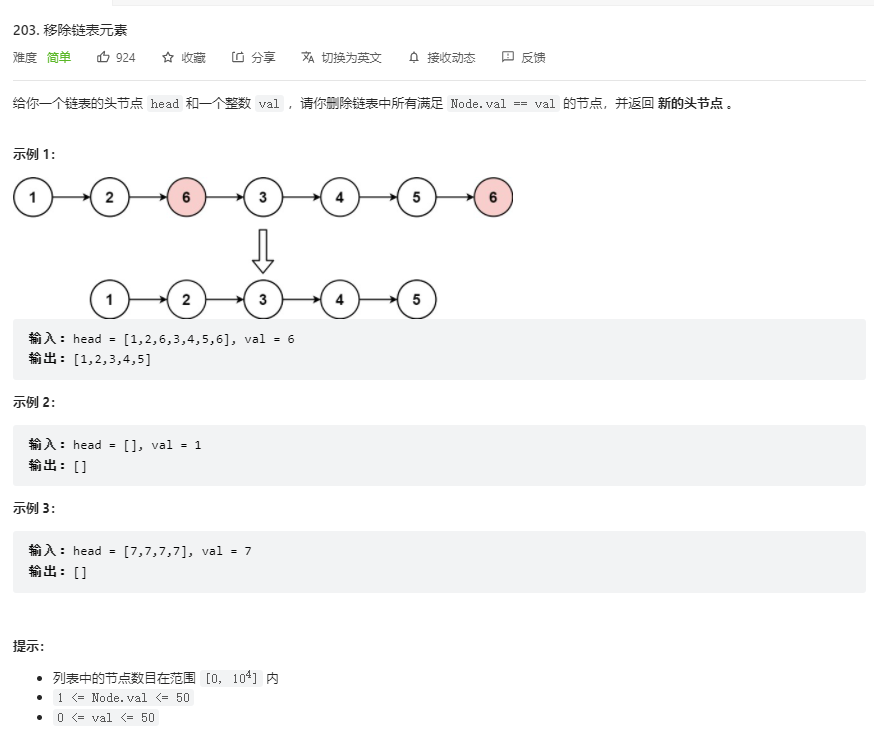 203. 移除链表元素
难度 简单 924 收藏 分享 切换为英文 接收动态 反馈
给你一个链表的头节点 head 和一个整数 val ，请你删除链表中所有满足 Node.val == val 的节点，并返回 新的头节点 。
示例 1：
1 2 6 3 4 5 6
1 2 3 4 5
输入：head = [1,2,6,3,4,5,6], val = 6
输出：[1,2,3,4,5]
示例 2：
输入：head = [], val = 1
输出：[]
示例 3：
输入：head = [7,7,7,7], val = 7
输出：[]
提示：
列表中的节点数目在范围 [0, 10⁴] 内
1 <= Node.val <= 50
0 <= val <= 50